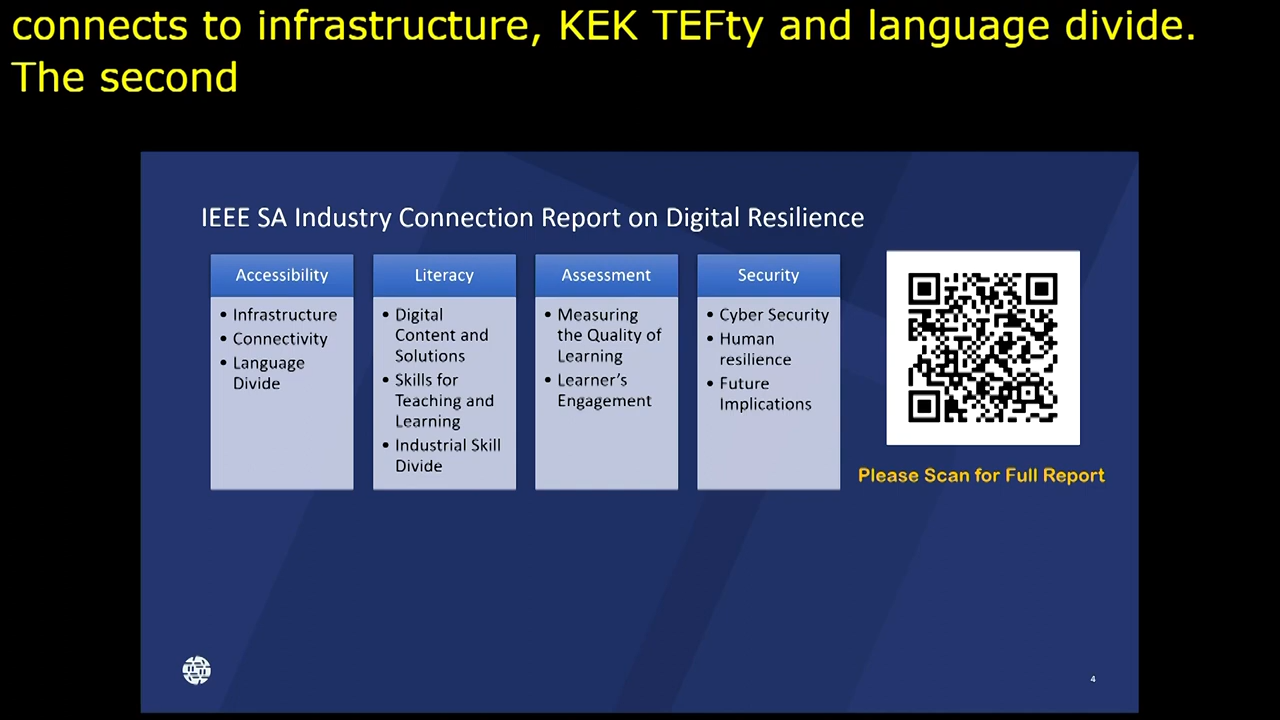 connects to infrastructure, KEK TEFty and language divide.
The second
IEEE SA Industry Connection Report on Digital Resilience
Accessibility
• Infrastructure
• Connectivity
• Language
Divide
Literacy
• Digital
Content and
Solutions
• Skills for
Teaching and
Learning
• Industrial Skill
Divide
Assessment
• Measuring
the Quality of
Learning
• Learner's
Engagement
Security
• Cyber Security
• Human
resilience
• Future
Implications
Please Scan for Full Report
4